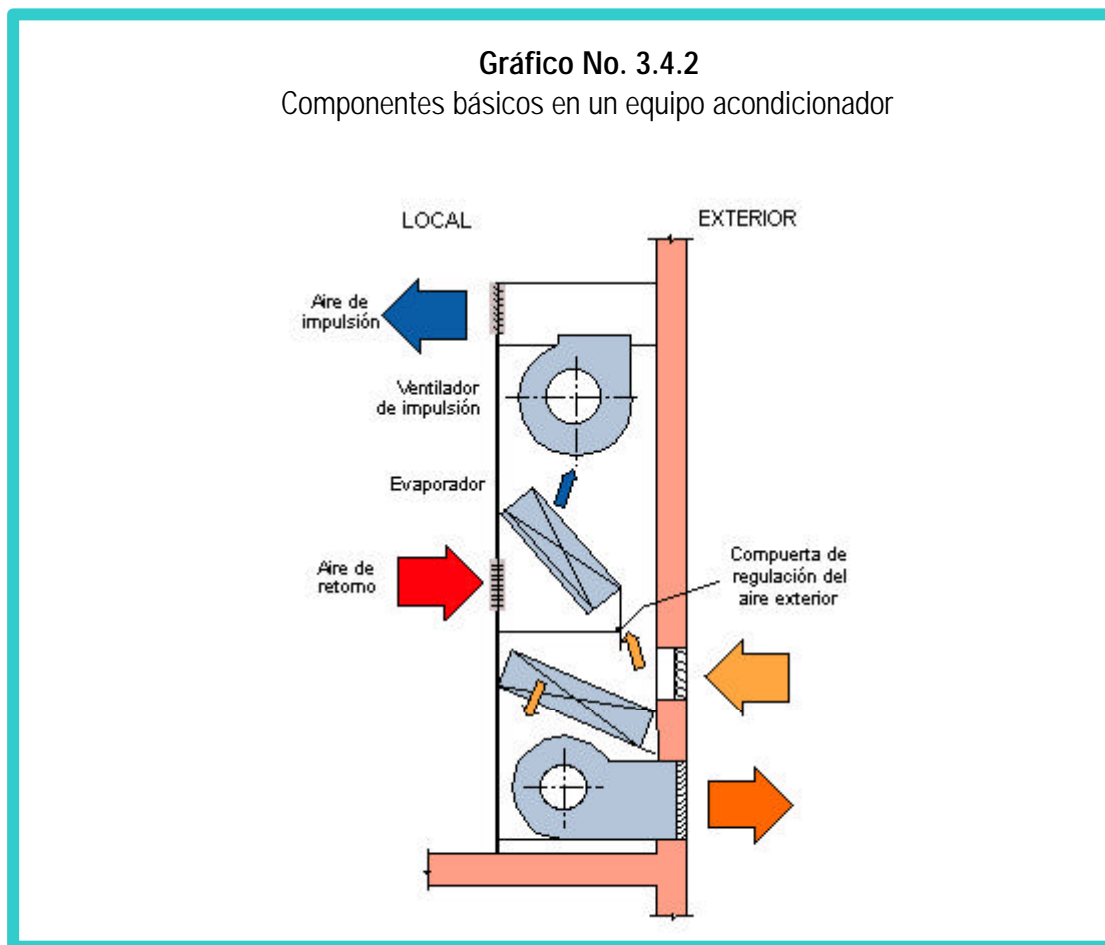 Gráfico No. 3.4.2
Componentes básicos en un equipo acondicionador
LOCAL
EXTERIOR
Aire de
impulsión
Ventilador
de impulsión
Evaporador
Aire de
retorno
Compuerta de
regulación del
aire exterior